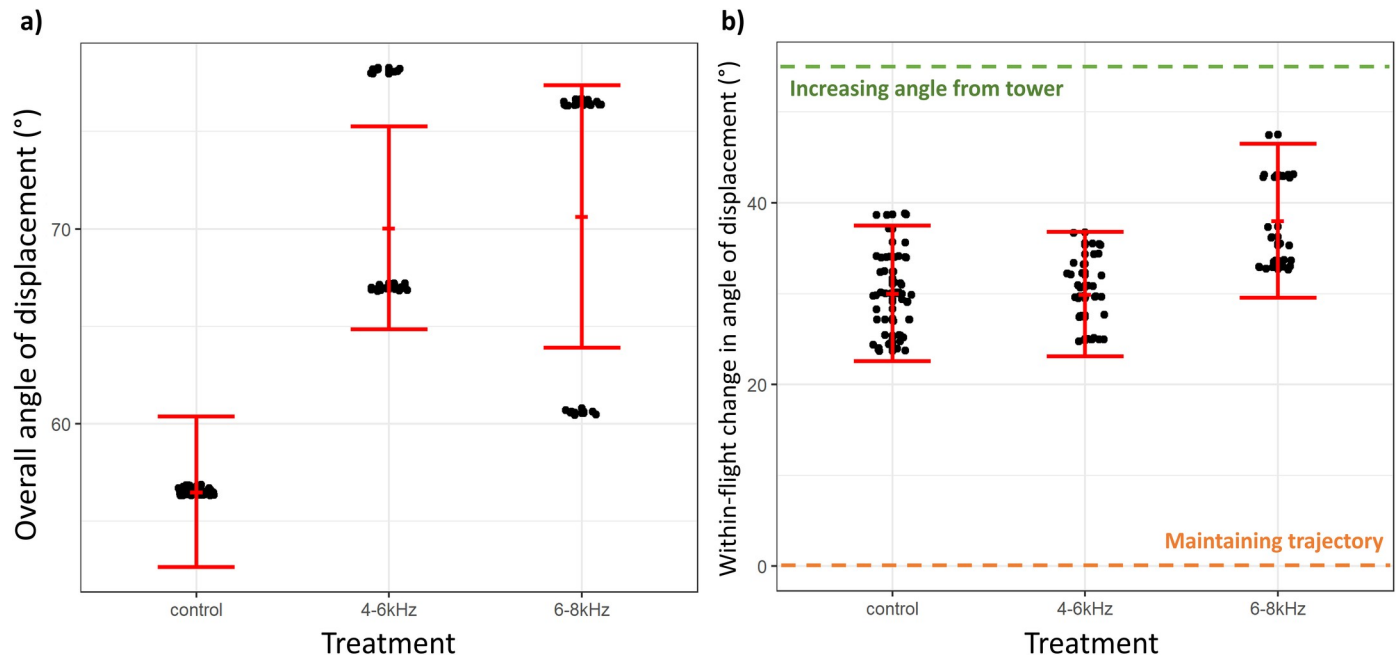 a)
Overall angle of displacement (°)
70
60
control
4-6kHz
6-8kHz
Treatment
b)
Within-flight change in angle of displacement (°)
40
20
0
Increasing angle from tower
Maintaining trajectory
control
4-6kHz
6-8kHz
Treatment